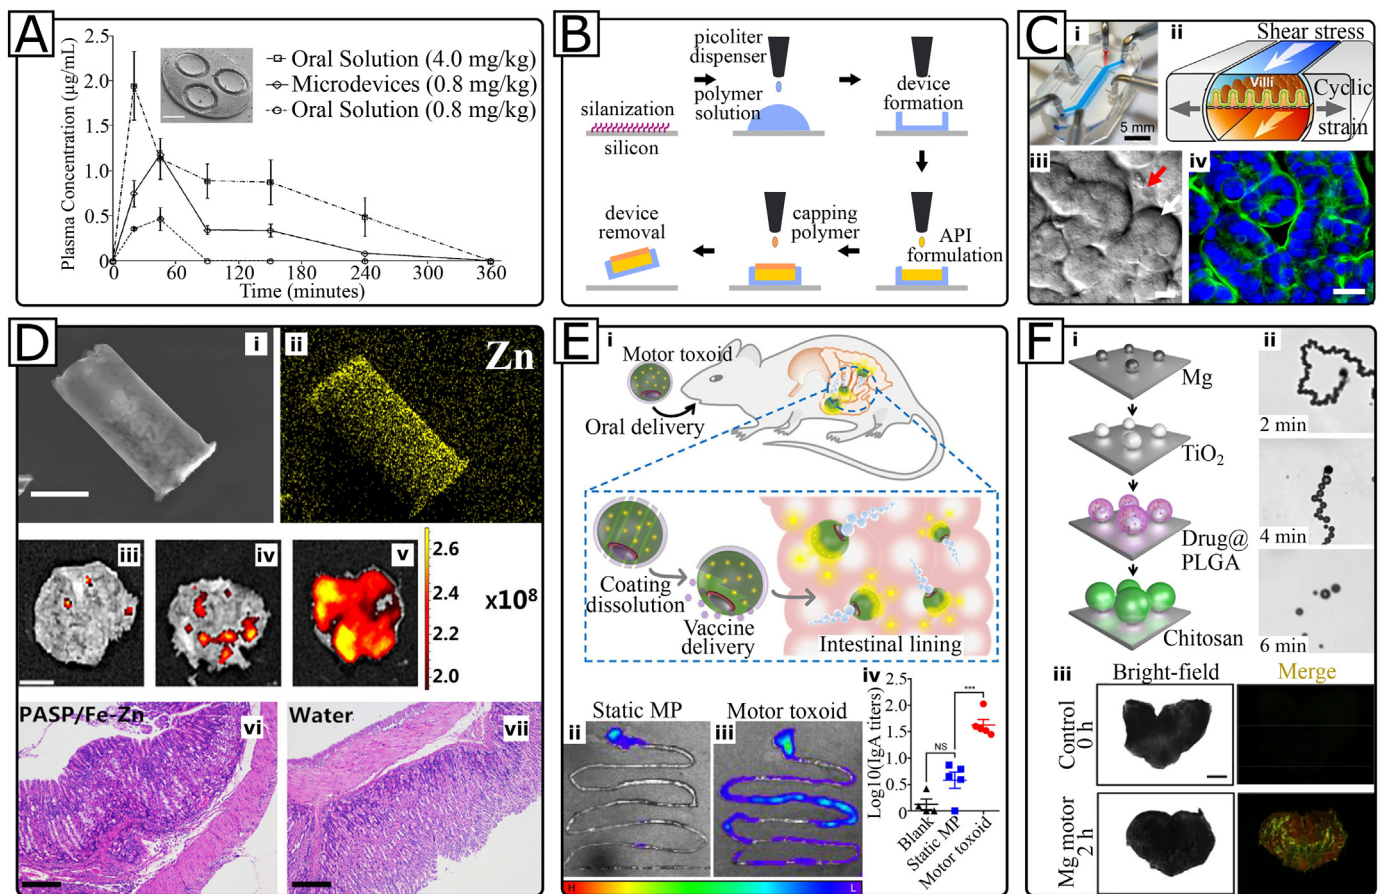 A
Plasma Concentration (µg/mL)
2.5
2.0
1.5
1.0
0.5
0
0
60
120
180
240
300
360
Time (minutes)
Oral Solution (4.0 mg/kg)
Microdevices (0.8 mg/kg)
Oral Solution (0.8 mg/kg)
B
silanization
silicon
picoliter
dispenser
polymer
solution
device
formation
API
formulation
capping
polymer
device
removal
C
i
5 mm
ii
Shear stress
Villi
Cyclic
strain
iii
iv
D
i
ii
Zn
iii
iv
v
2.6
2.4
2.2
2.0
x10⁸
PASP/Fe-Zn
vi
Water
vii
E
i
Motor toxoid
Oral delivery
Coating
dissolution
Vaccine
delivery
Intestinal lining
ii
Static MP
iii
Motor toxoid
H
L
iv
Log10(IgA titers)
2.5
2.0
1.5
1.0
0.5
0.0
NS
***
Blank
Static MP
Motor toxoid
F
i
Mg
TiO₂
Drug@
PLGA
Chitosan
ii
2 min
4 min
6 min
iii
Bright-field
Merge
Control
0 h
Mg motor
2 h